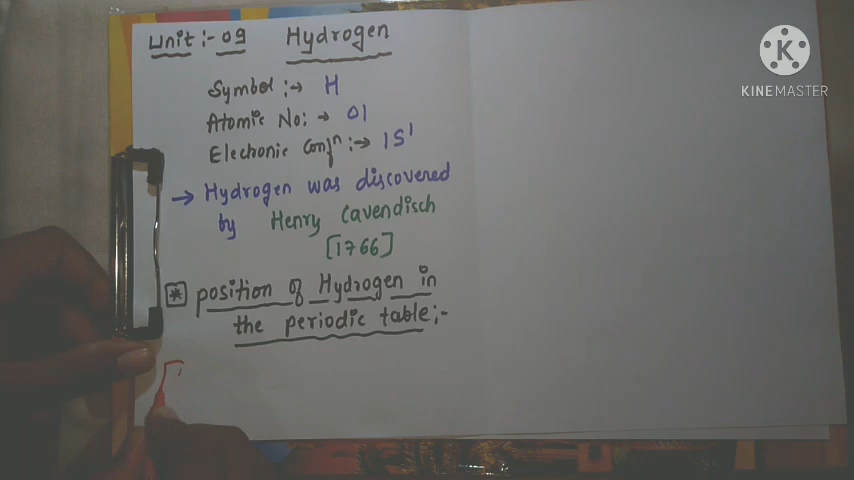 Unit :- 09 Hydrogen
Symbol :→ H
Atomic No: → 01
Electronic Confⁿ :→ 1S¹
→ Hydrogen was discovered
by Henry Cavendisch
[1766]
* position of Hydrogen in
the periodic table :-
K
KINEMASTER